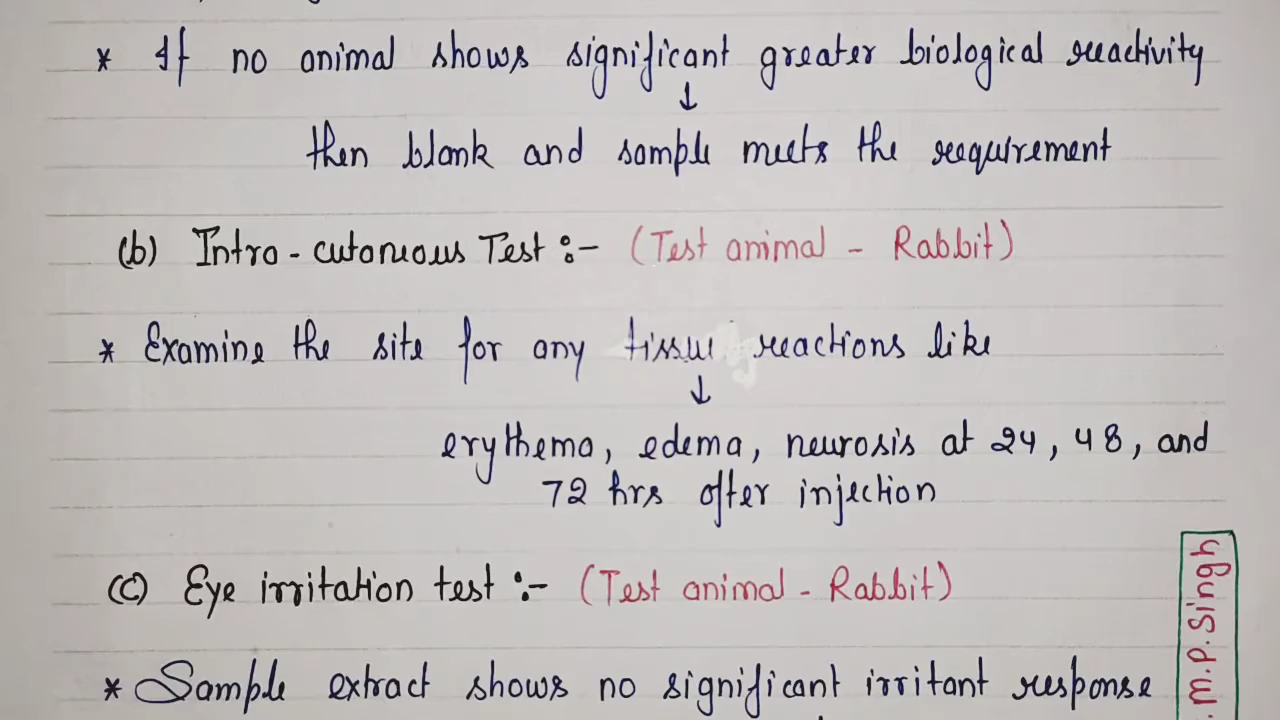 * If no animal shows significant greater biological reactivity
↓
then blank and sample meets the requirement
(b) Intra-cutaneous Test :- (Test animal - Rabbit)
* Examine the site for any tissue reactions like
↓
erythema, edema, neurosis at 24, 48, and
72 hrs after injection
(c) Eye irritation test :- (Test animal - Rabbit)
* Sample extract shows no significant irritant response
M.P. Singh